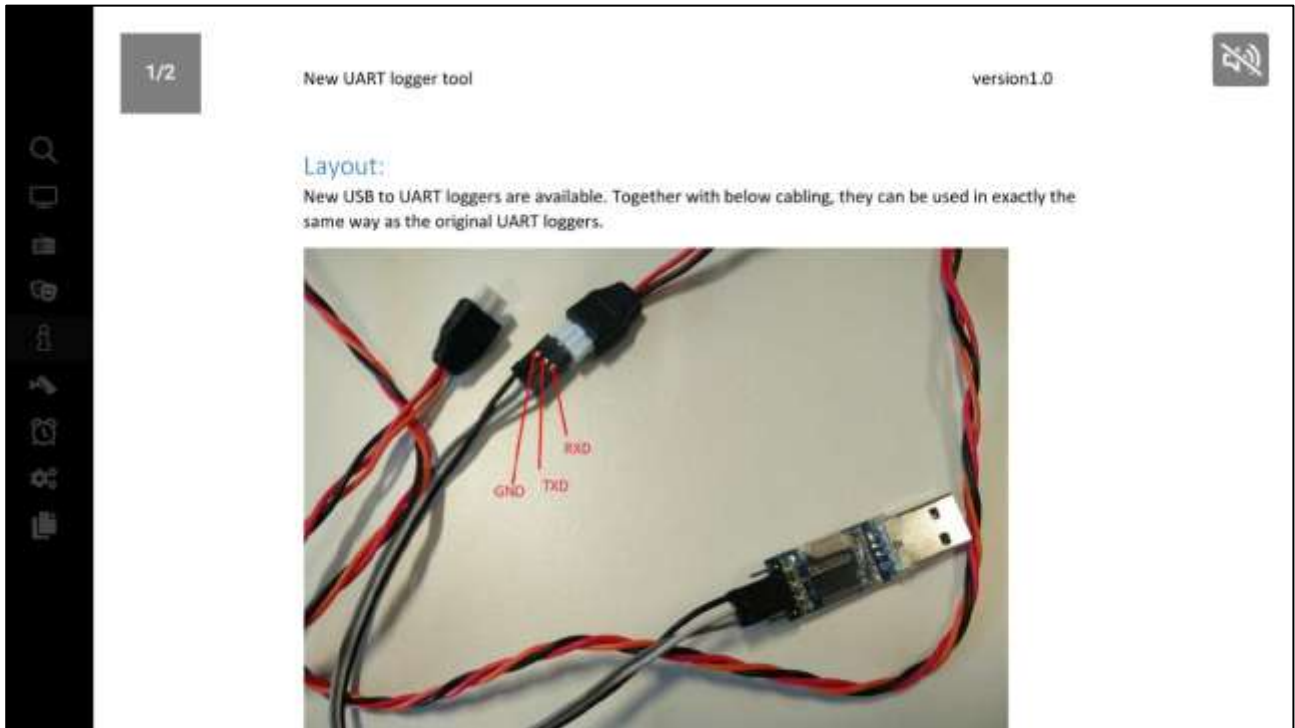 1/2
New UART logger tool version1.0
Layout:
New USB to UART loggers are available. Together with below cabling, they can be used in exactly the
same way as the original UART loggers.
RXD
GND TXD